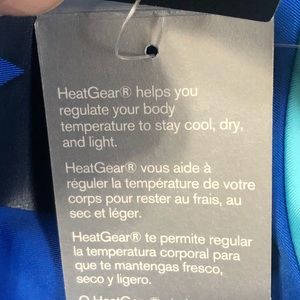 HeatGear® helps you
regulate your body
temperature to stay cool, dry,
and light.
HeatGear® vous aide à
réguler la température de votre
corps pour rester au frais, au
sec et léger.
HeatGear® te permite regular
la temperatura corporal para
que te mantengas fresco,
seco y ligero.
O HeatGear®